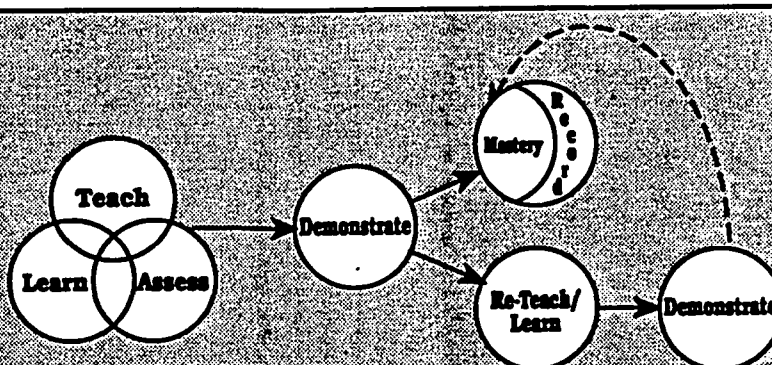 Teach
Learn
Assess
Demonstrate
Mastery
Record
Re-Teach/
Learn
Demonstrate